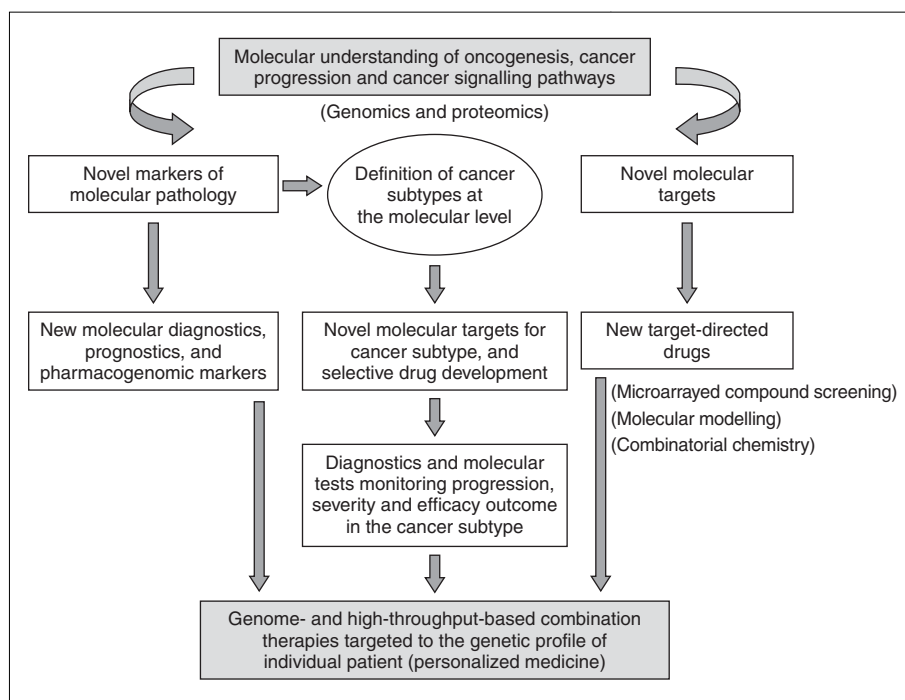 Molecular understanding of oncogenesis, cancer
progression and cancer signalling pathways
(Genomics and proteomics)
Novel markers of
molecular pathology
Definition of cancer
subtypes at
the molecular level
Novel molecular
targets
New molecular diagnostics,
prognostics, and
pharmacogenomic markers
Novel molecular targets for
cancer subtype, and
selective drug development
New target-directed
drugs
(Microarrayed compound screening)
(Molecular modelling)
(Combinatorial chemistry)
Diagnostics and molecular
tests monitoring progression,
severity and efficacy outcome
in the cancer subtype
Genome- and high-throughput-based combination
therapies targeted to the genetic profile of
individual patient (personalized medicine)